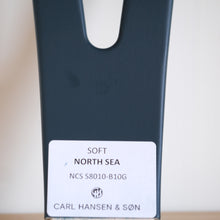 SOFT
NORTH SEA
NCS S8010-B10G
CARL HANSEN & SØN